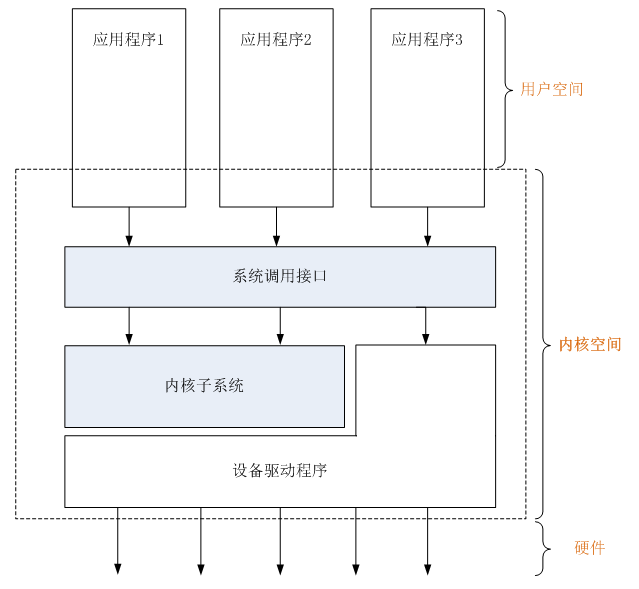 应用程序1
应用程序2
应用程序3
用户空间
系统调用接口
内核空间
内核子系统
设备驱动程序
硬件